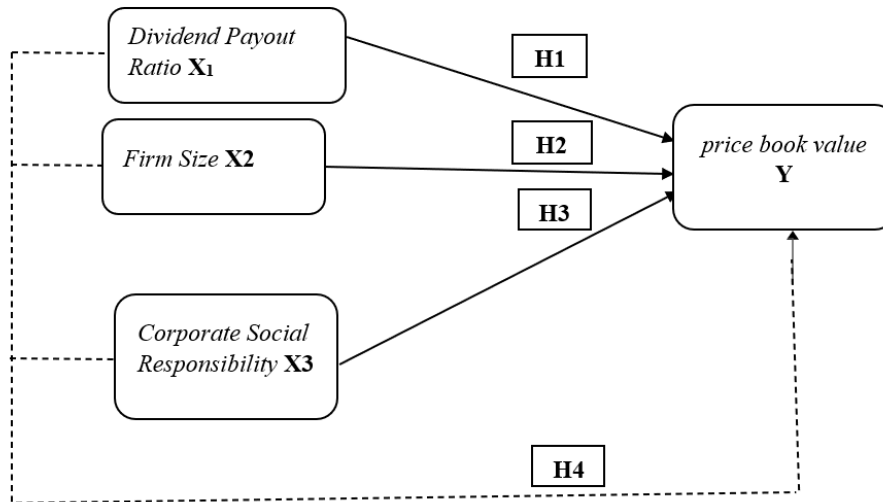 Dividend Payout
Ratio X₁
H1
Firm Size X2
H2
price book value
Y
H3
Corporate Social
Responsibility X3
H4